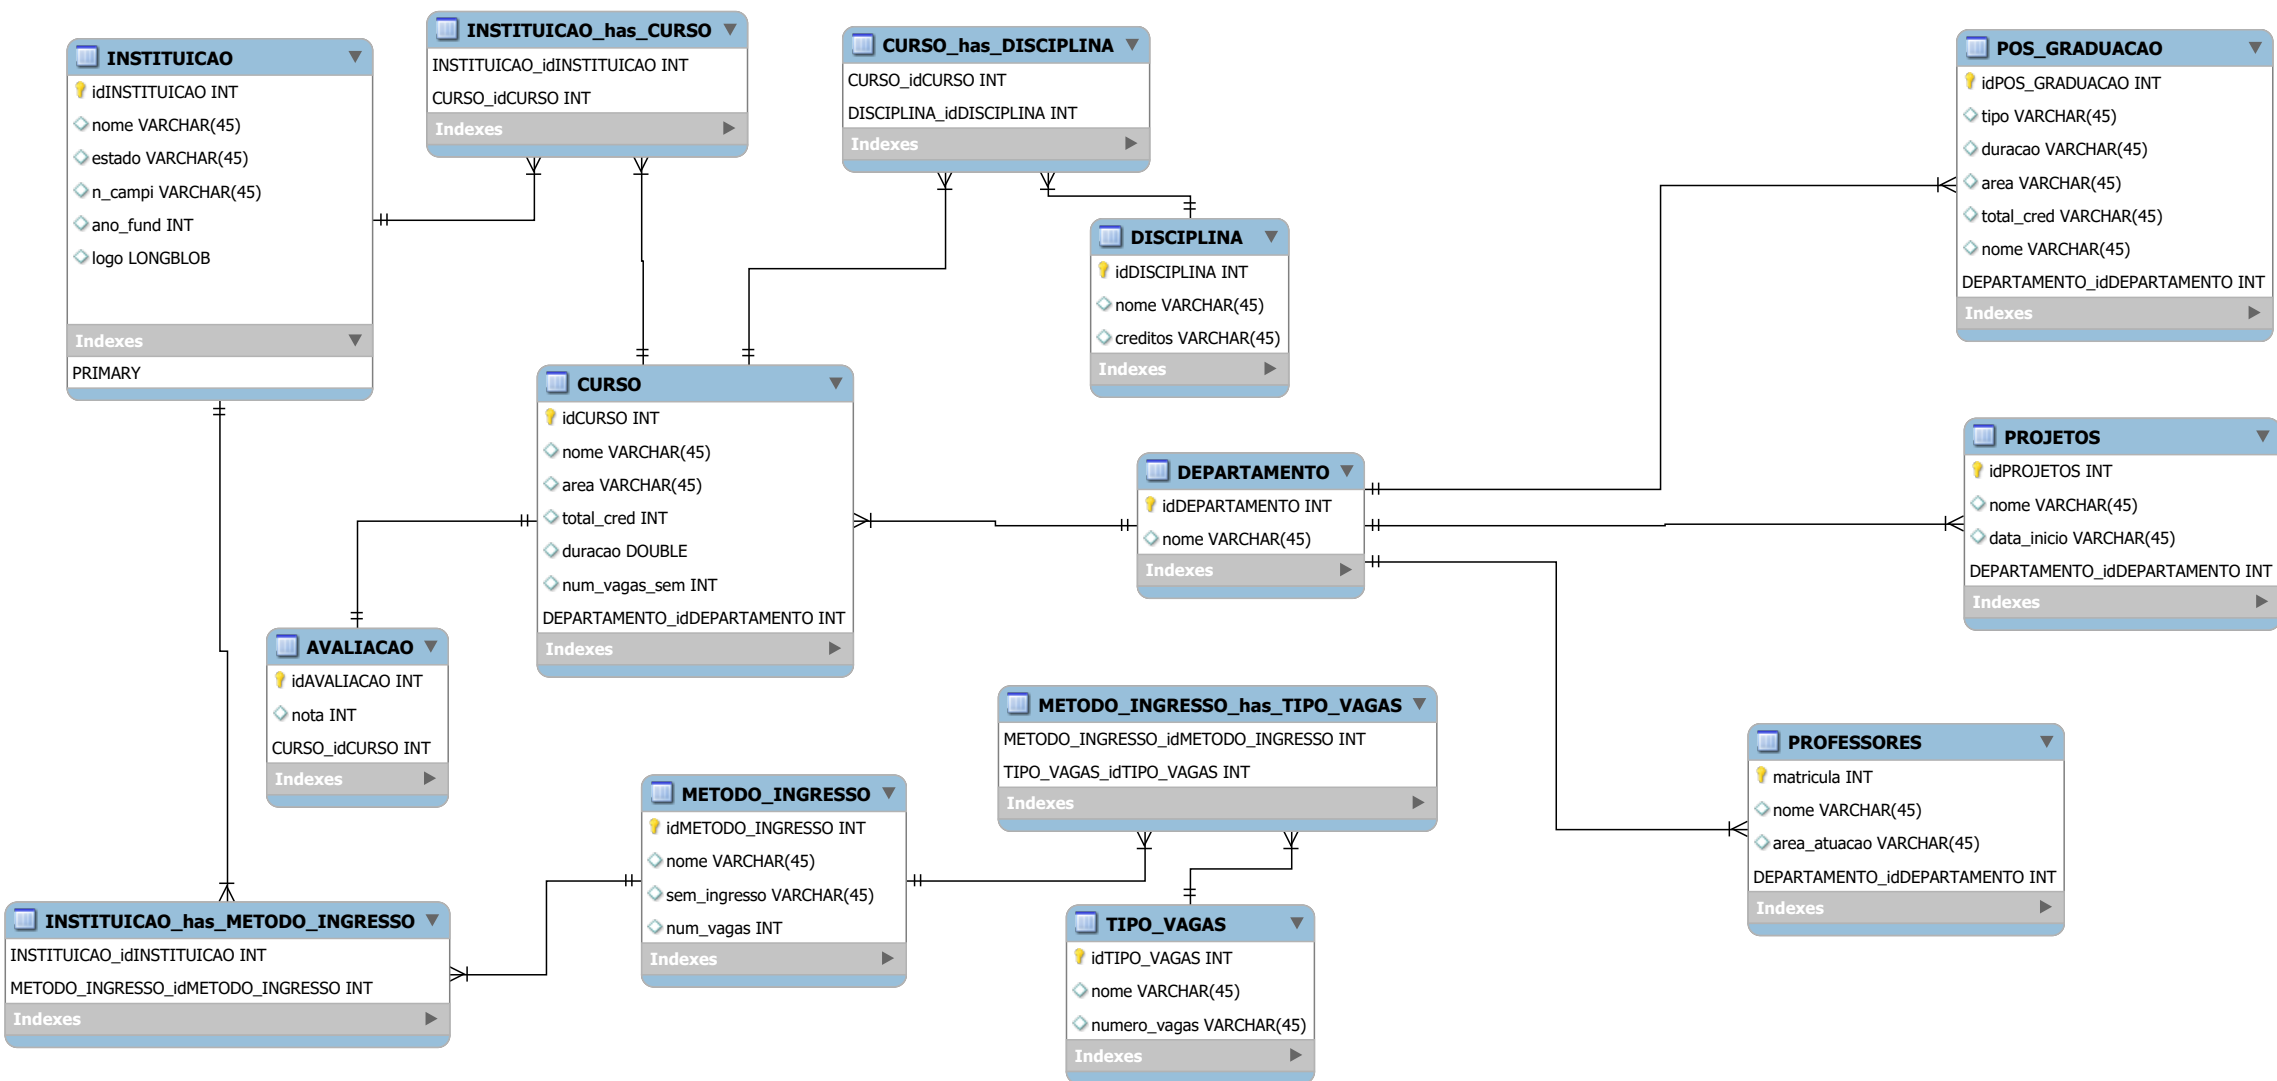 INSTITUICAO
idINSTITUICAO INT
nome VARCHAR(45)
estado VARCHAR(45)
n_campi VARCHAR(45)
ano_fund INT
logo LONGBLOB
Indexes
PRIMARY
INSTITUICAO_has_CURSO
INSTITUICAO_idINSTITUICAO INT
CURSO_idCURSO INT
Indexes
CURSO_has_DISCIPLINA
CURSO_idCURSO INT
DISCIPLINA_idDISCIPLINA INT
Indexes
DISCIPLINA
idDISCIPLINA INT
nome VARCHAR(45)
creditos VARCHAR(45)
Indexes
POS_GRADUACAO
idPOS_GRADUACAO INT
tipo VARCHAR(45)
duracao VARCHAR(45)
area VARCHAR(45)
total_cred VARCHAR(45)
nome VARCHAR(45)
DEPARTAMENTO_idDEPARTAMENTO INT
Indexes
CURSO
idCURSO INT
nome VARCHAR(45)
area VARCHAR(45)
total_cred INT
duracao DOUBLE
num_vagas_sem INT
DEPARTAMENTO_idDEPARTAMENTO INT
Indexes
DEPARTAMENTO
idDEPARTAMENTO INT
nome VARCHAR(45)
Indexes
PROJETOS
idPROJETOS INT
nome VARCHAR(45)
data_inicio VARCHAR(45)
DEPARTAMENTO_idDEPARTAMENTO INT
Indexes
AVALIACAO
idAVALIACAO INT
nota INT
CURSO_idCURSO INT
Indexes
METODO_INGRESSO_has_TIPO_VAGAS
METODO_INGRESSO_idMETODO_INGRESSO INT
TIPO_VAGAS_idTIPO_VAGAS INT
Indexes
PROFESSORES
matricula INT
nome VARCHAR(45)
area_atuacao VARCHAR(45)
DEPARTAMENTO_idDEPARTAMENTO INT
Indexes
METODO_INGRESSO
idMETODO_INGRESSO INT
nome VARCHAR(45)
sem_ingresso VARCHAR(45)
num_vagas INT
Indexes
INSTITUICAO_has_METODO_INGRESSO
INSTITUICAO_idINSTITUICAO INT
METODO_INGRESSO_idMETODO_INGRESSO INT
Indexes
TIPO_VAGAS
idTIPO_VAGAS INT
nome VARCHAR(45)
numero_vagas VARCHAR(45)
Indexes